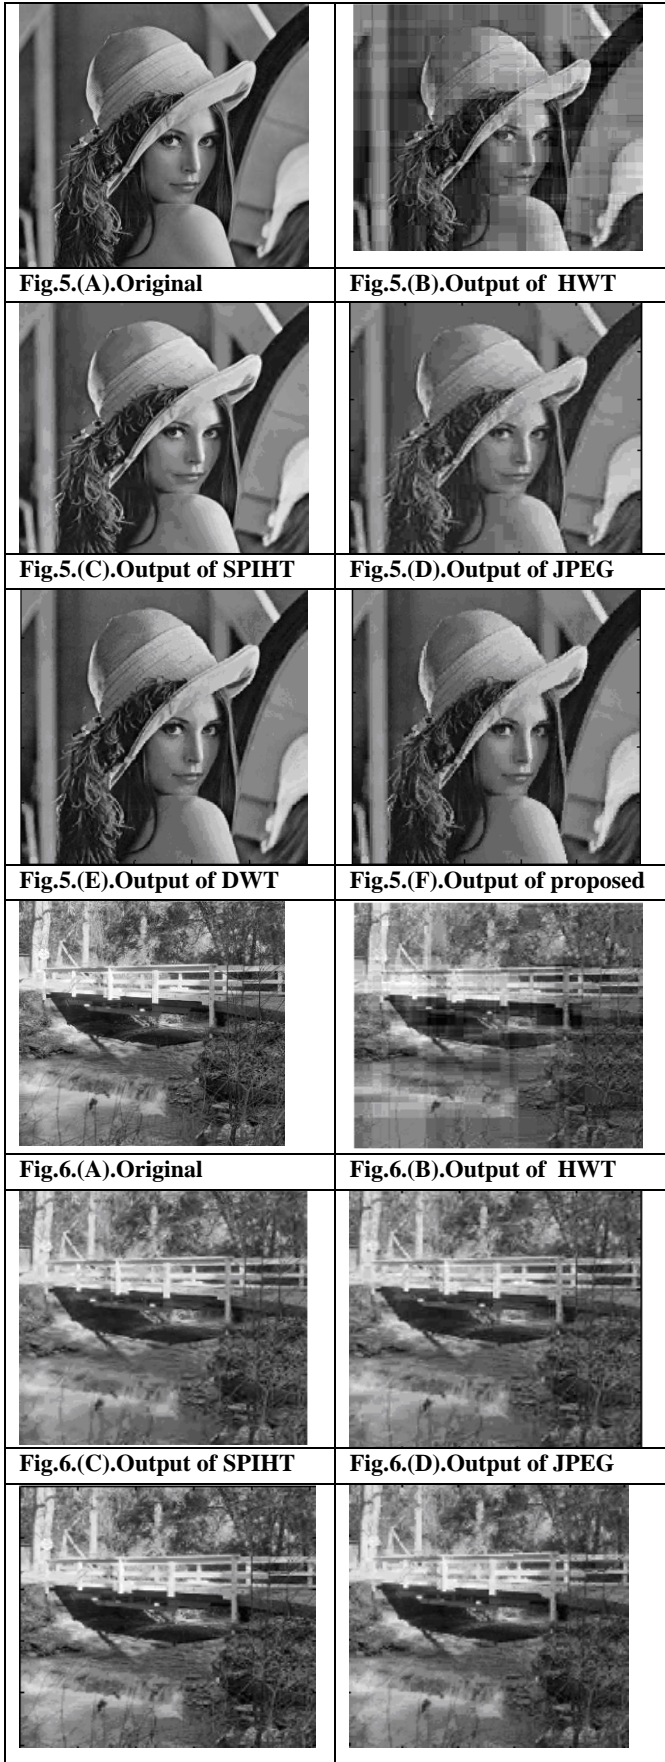 Fig.5.(A).Original
Fig.5.(B).Output of HWT
Fig.5.(C).Output of SPIHT
Fig.5.(D).Output of JPEG
Fig.5.(E).Output of DWT
Fig.5.(F).Output of proposed
Fig.6.(A).Original
Fig.6.(B).Output of HWT
Fig.6.(C).Output of SPIHT
Fig.6.(D).Output of JPEG